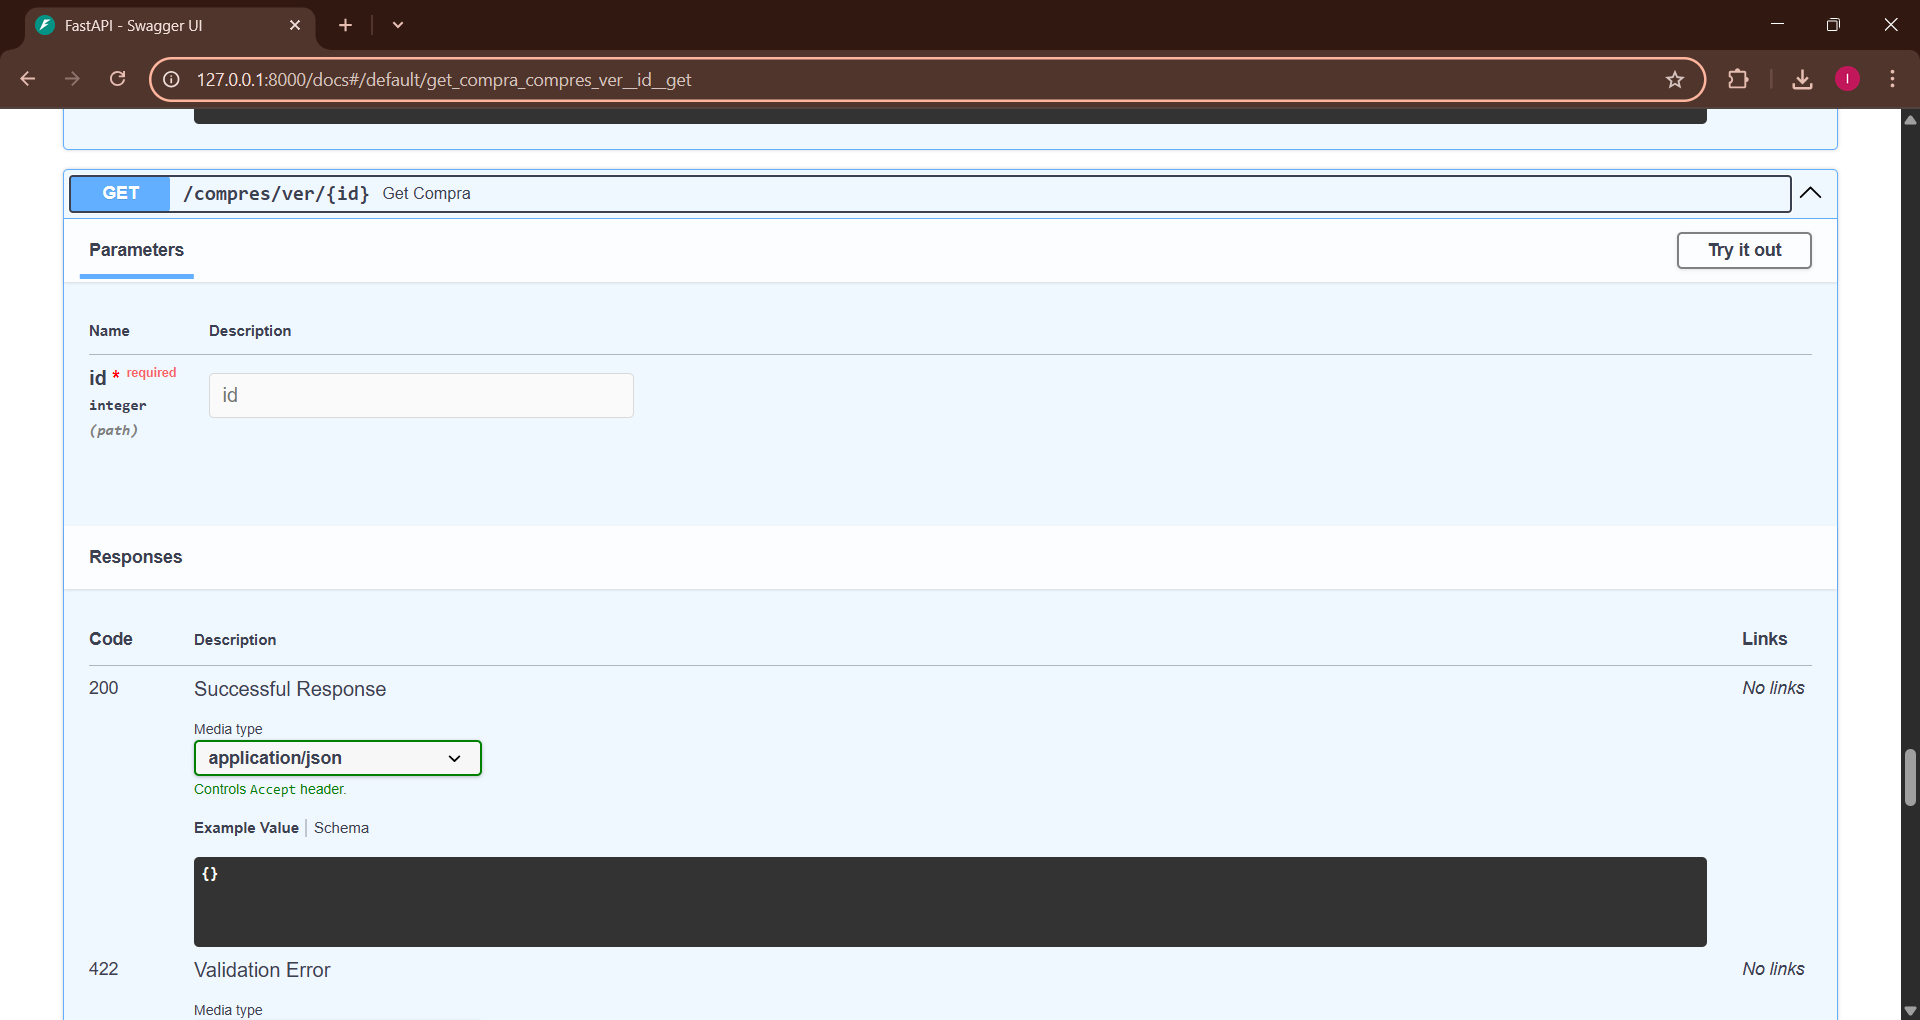 FastAPI - Swagger UI
127.0.0.1:8000/docs#/default/get_compra_compres_ver__id__get
I
GET /compres/ver/{id} Get Compra
Parameters
Try it out
Name Description
id * required
id
integer
(path)
Responses
Code Description Links
200 Successful Response No links
Media type
application/json
Controls Accept header.
Example Value | Schema
{}
422 Validation Error No links
Media type